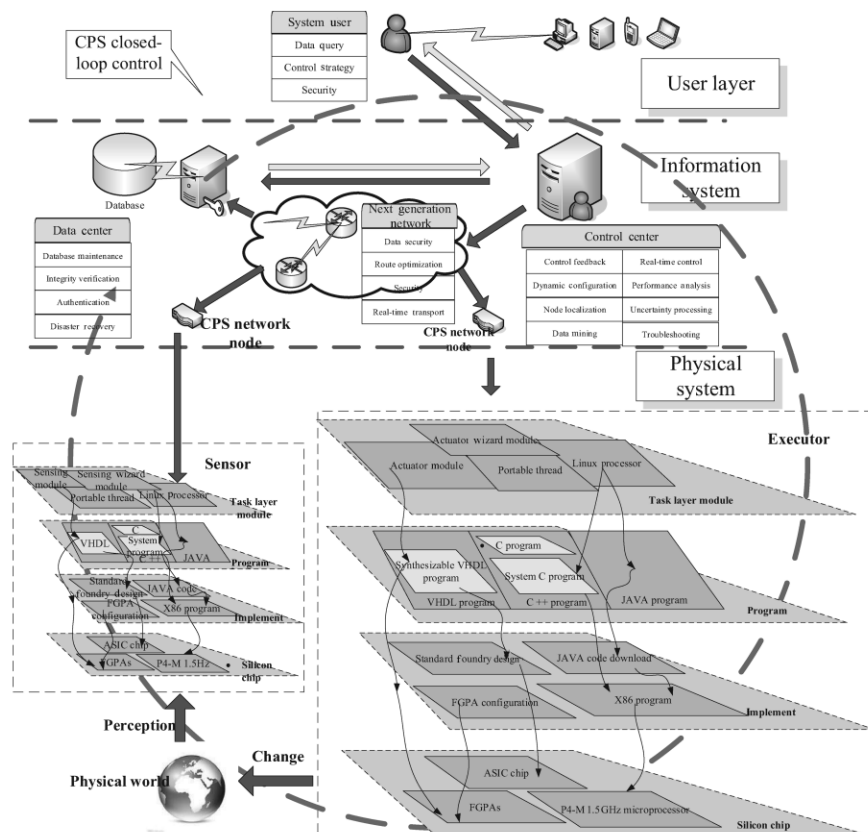 CPS closed-
loop control
System user
Data query
Control strategy
Security
User layer
Information
system
Database
Data center
Database maintenance
Integrity verification
Authentication
Disaster recovery
Next generation
network
Data security
Route optimization
Security
Real-time transport
Control center
Control feedback
Real-time control
Dynamic configuration
Performance analysis
Node localization
Uncertainty processing
Data mining
Troubleshooting
CPS network
node
CPS network
node
Physical
system
Sensor
Sensing
module
Sensing wizard
module
Portable thread
Linux processor
Task layer
module
VHDL
C
System
program
C ++
JAVA
Program
Standard
foundry design
JAVA code
FGPA
configuration
X86 program
Implement
ASIC chip
FGPAs
P4-M 1.5Hz
Silicon
chip
Perception
Physical world
Change
Executor
Actuator wizard module
Actuator module
Portable thread
Linux processor
Task layer module
C program
Synthesizable VHDL
program
System C program
VHDL program
C ++ program
JAVA program
Program
Standard foundry design
JAVA code download
FGPA configuration
X86 program
Implement
ASIC chip
FGPAs
P4-M 1.5GHz microprocessor
Silicon chip